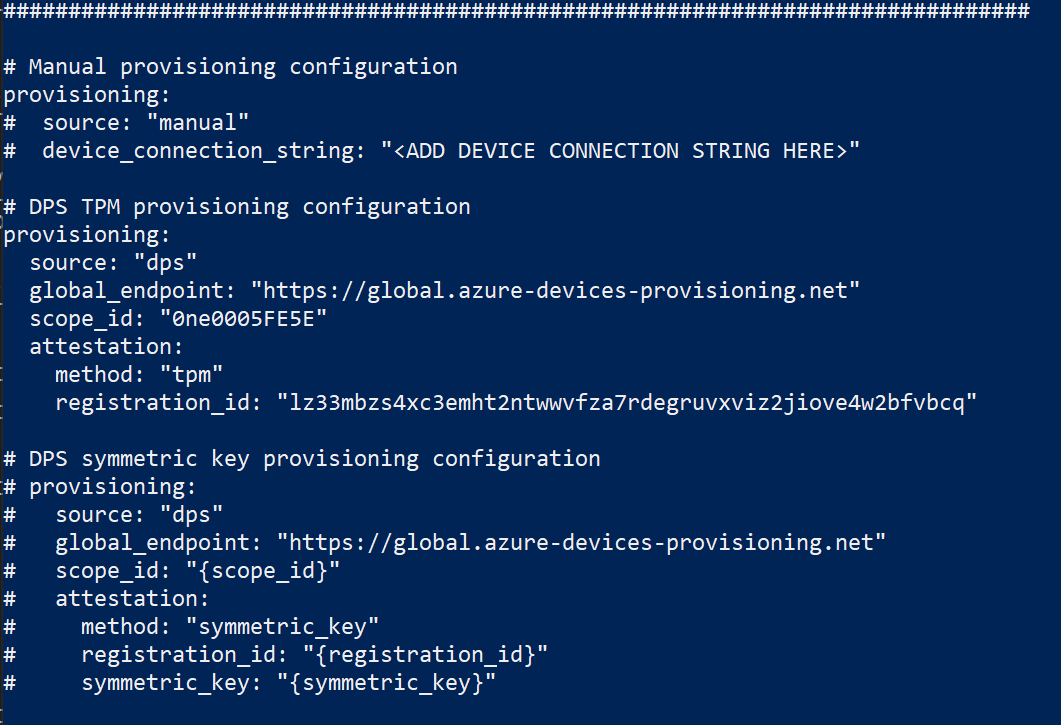 ###############################################################################
# Manual provisioning configuration
provisioning:
#  source: "manual"
#  device_connection_string: "<ADD DEVICE CONNECTION STRING HERE>"
# DPS TPM provisioning configuration
provisioning:
  source: "dps"
  global_endpoint: "https://global.azure-devices-provisioning.net"
  scope_id: "0ne0005FE5E"
  attestation:
    method: "tpm"
    registration_id: "lz33mbzs4xc3emht2ntwwvfza7rdegruvxviz2jiove4w2bfvbcq"
# DPS symmetric key provisioning configuration
# provisioning:
#   source: "dps"
#   global_endpoint: "https://global.azure-devices-provisioning.net"
#   scope_id: "{scope_id}"
#   attestation:
#     method: "symmetric_key"
#     registration_id: "{registration_id}"
#     symmetric_key: "{symmetric_key}"